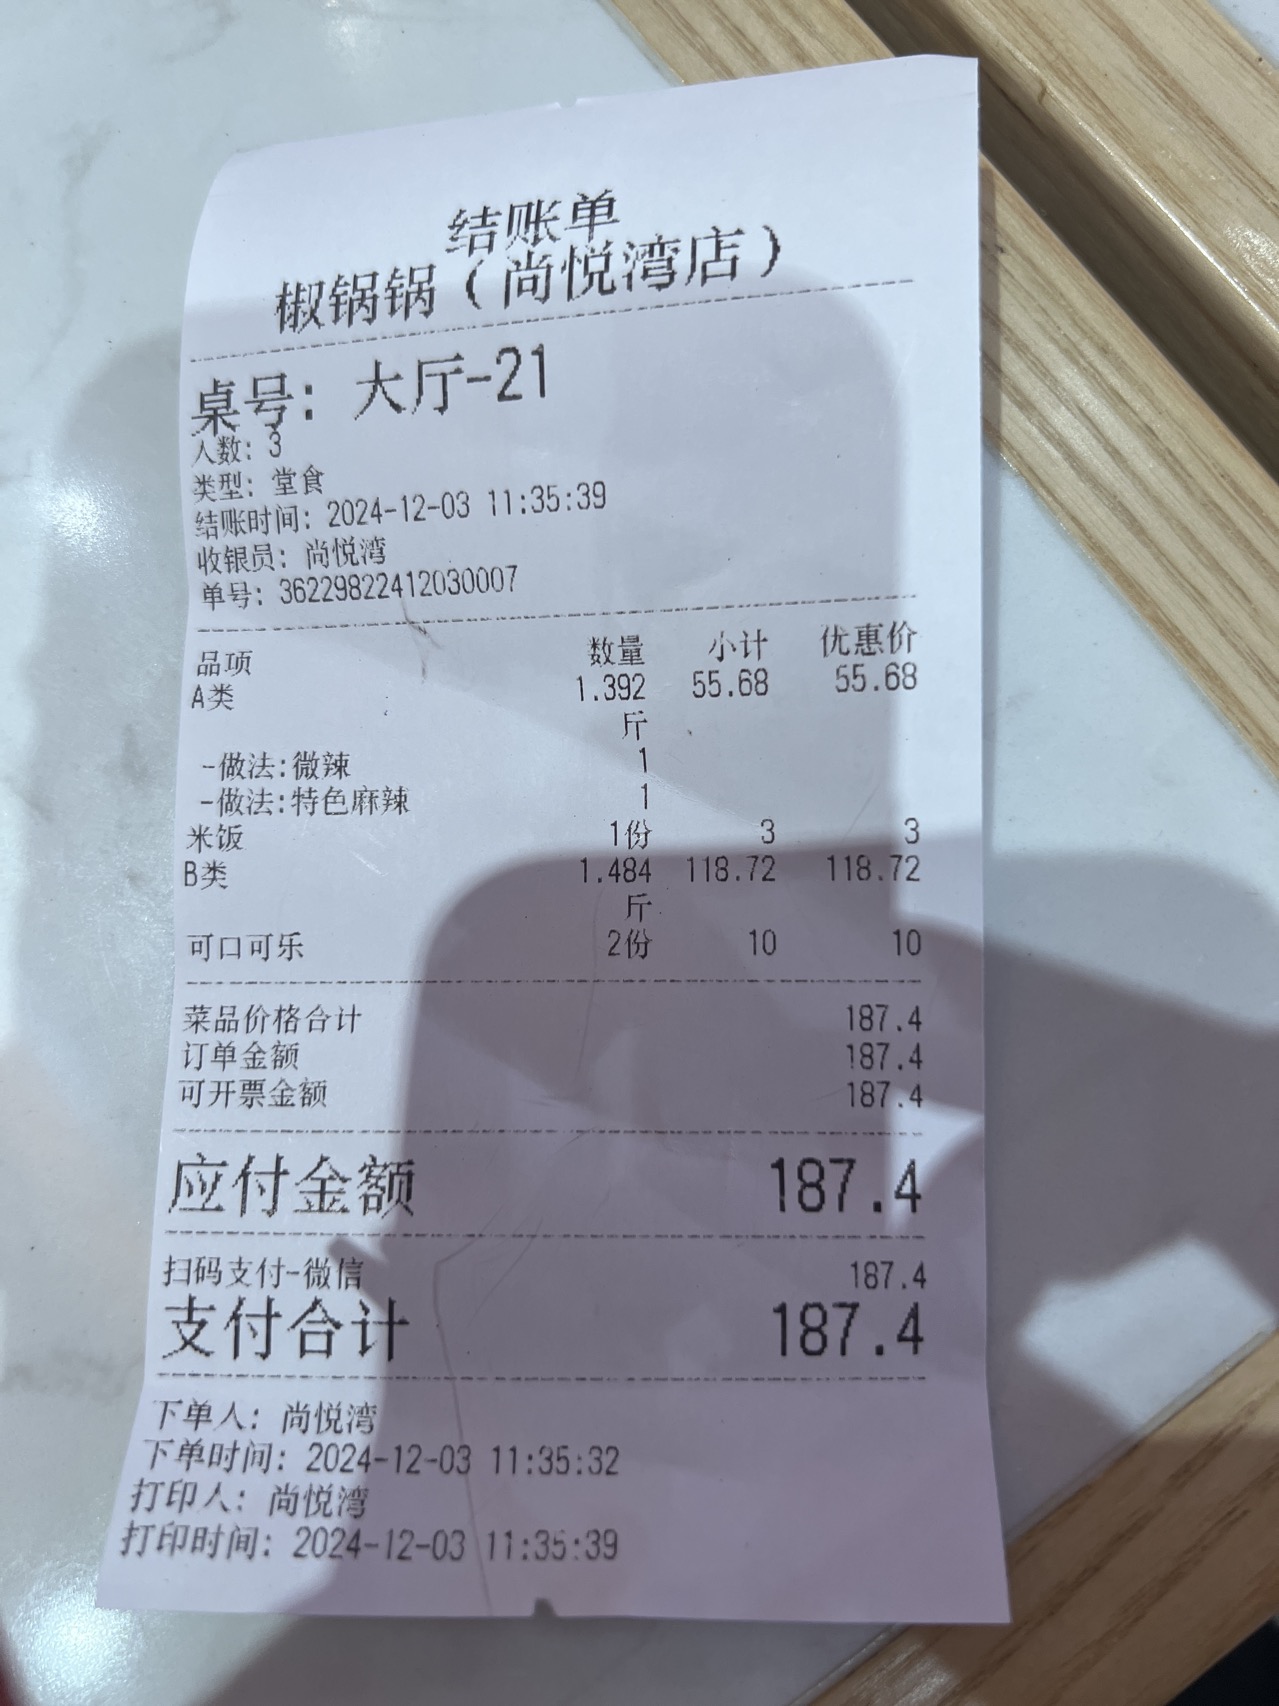 结账单
椒锅锅（尚悦湾店）
桌号：大厅-21
人数：3
类型：堂食
结账时间：2024-12-03 11:35:39
收银员：尚悦湾
单号：36229822412030007
品项 数量 小计 优惠价
A类 1.392 55.68 55.68
斤
-做法:微辣 1
-做法:特色麻辣 1
米饭 1份 3 3
B类 1.484 118.72 118.72
斤
可口可乐 2份 10 10
菜品价格合计 187.4
订单金额 187.4
可开票金额 187.4
应付金额 187.4
扫码支付-微信 187.4
支付合计 187.4
下单人：尚悦湾
下单时间：2024-12-03 11:35:32
打印人：尚悦湾
打印时间：2024-12-03 11:35:39